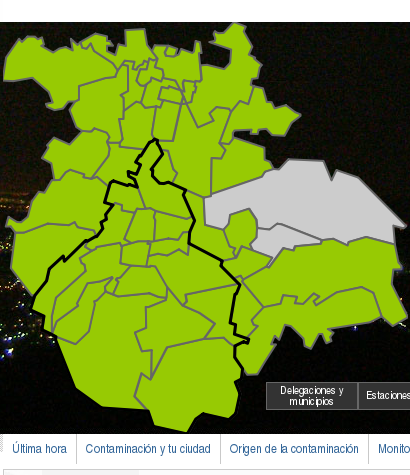 Delegaciones y
municipios
Estaciones
Última hora
Contaminación y tu ciudad
Origen de la contaminación
Monito